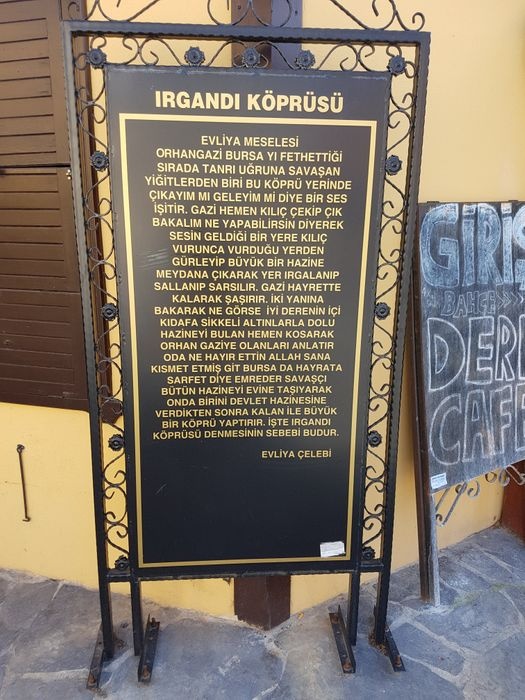 IRGANDI KÖPRÜSÜ
EVLİYA MESELESİ
ORHANGAZİ BURSA YI FETHETTİĞİ
SIRADA TANRI UĞRUNA SAVAŞAN
YİĞİTLERDEN BİRİ BU KÖPRÜ YERİNDE
ÇIKAYIM MI GELEYİM Mİ DİYE BİR SES
İŞİTİR. GAZİ HEMEN KILIÇ ÇEKİP ÇIK
BAKALIM NE YAPABİLİRSİN DİYEREK
SESİN GELDİĞİ BİR YERE KILIÇ
VURUNCA VURDUĞU YERDEN
GÜRLEYİP BÜYÜK BİR HAZİNE
MEYDANA ÇIKARAK YER IRGALANIP
SALLANIP SARSILIR. GAZİ HAYRETTE
KALARAK ŞAŞIRIR. İKİ YANINA
BAKARAK NE GÖRSE İYİ DERENİN İÇİ
KIDAFA SİKKELİ ALTINLARLA DOLU
HAZİNEYİ BULAN HEMEN KOSARAK
ORHAN GAZİYE OLANLARI ANLATIR
ODA NE HAYIR ETTİN ALLAH SANA
KISMET ETMİŞ GİT BURSA DA HAYRATA
SARFET DİYE EMREDER SAVAŞÇI
BÜTÜN HAZİNEYİ EVİNE TAŞIYARAK
ONDA BİRİNİ DEVLET HAZİNESİNE
VERDİKTEN SONRA KALAN İLE BÜYÜK
BİR KÖPRÜ YAPTIRIR. İŞTE IRGANDI
KÖPRÜSÜ DENMESİNİN SEBEBİ BUDUR.
EVLİYA ÇELEBİ
GİRİŞ
BAHÇE
DERE
CAFE